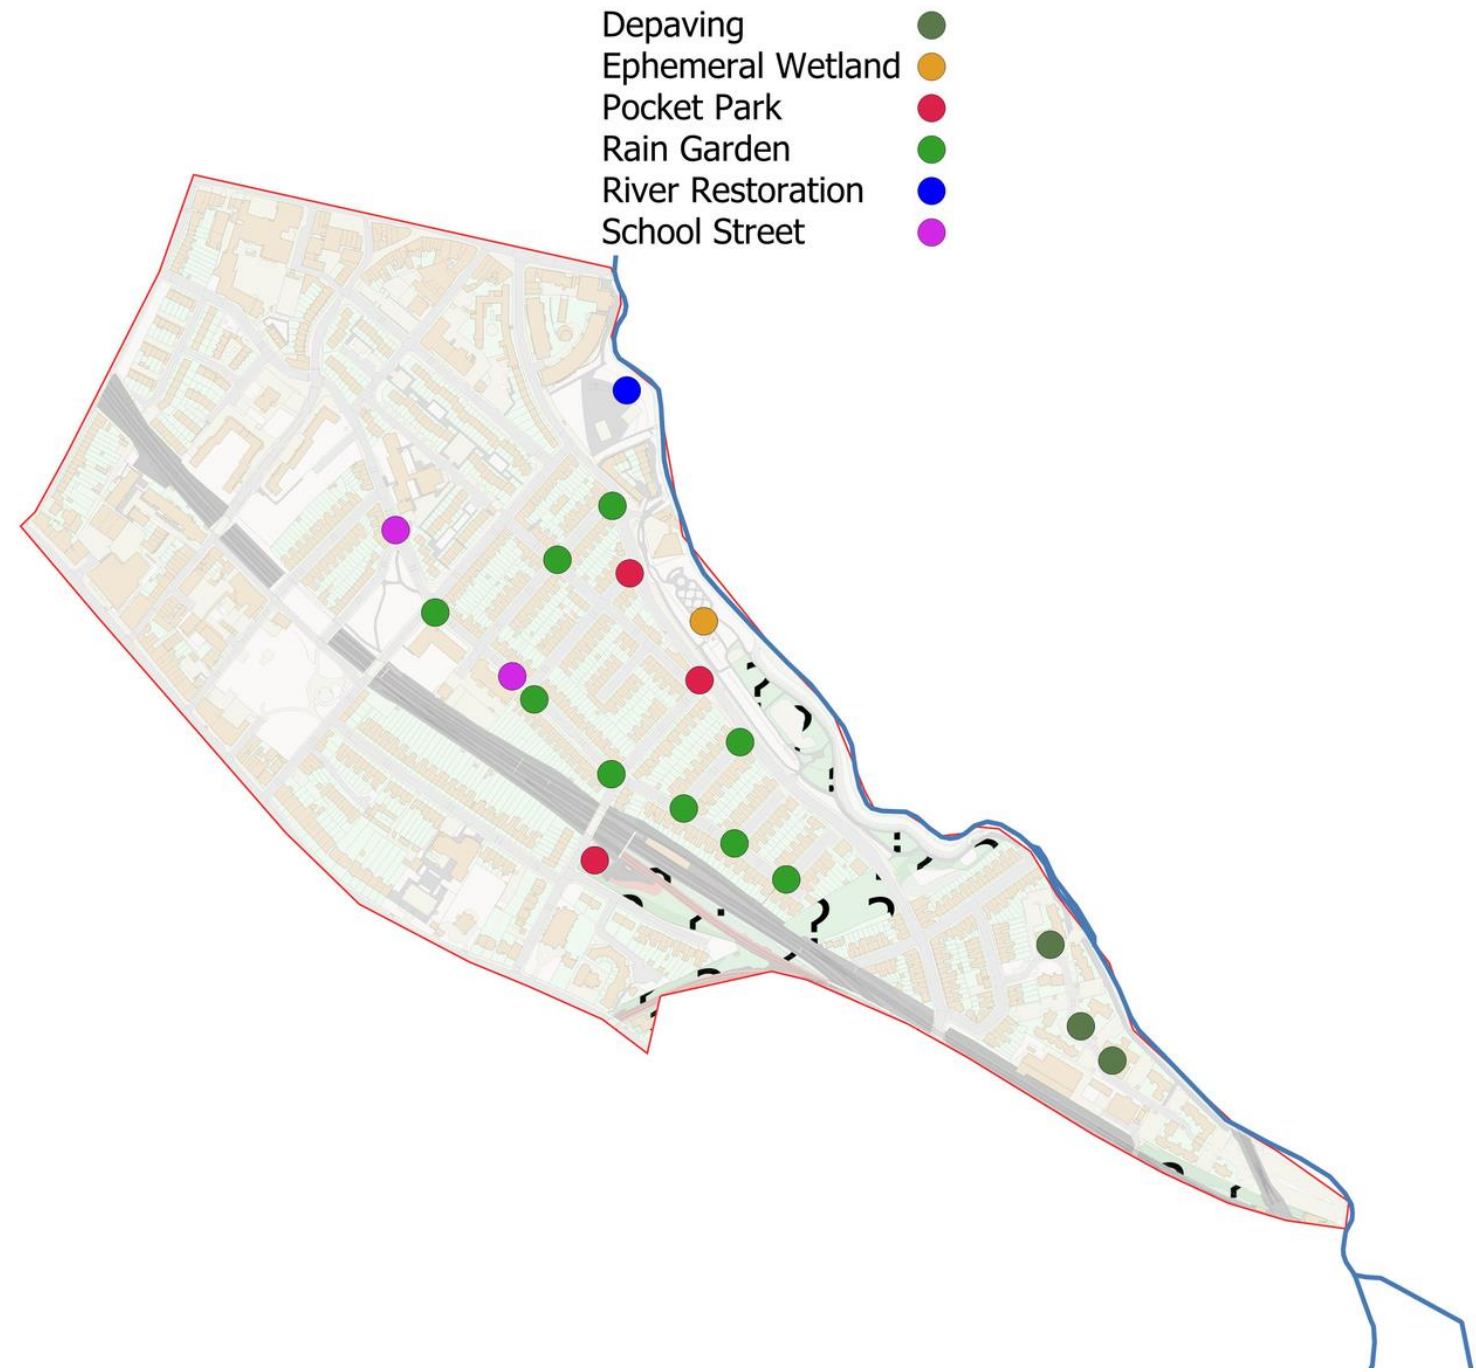 Depaving
Ephemeral Wetland
Pocket Park
Rain Garden
River Restoration
School Street